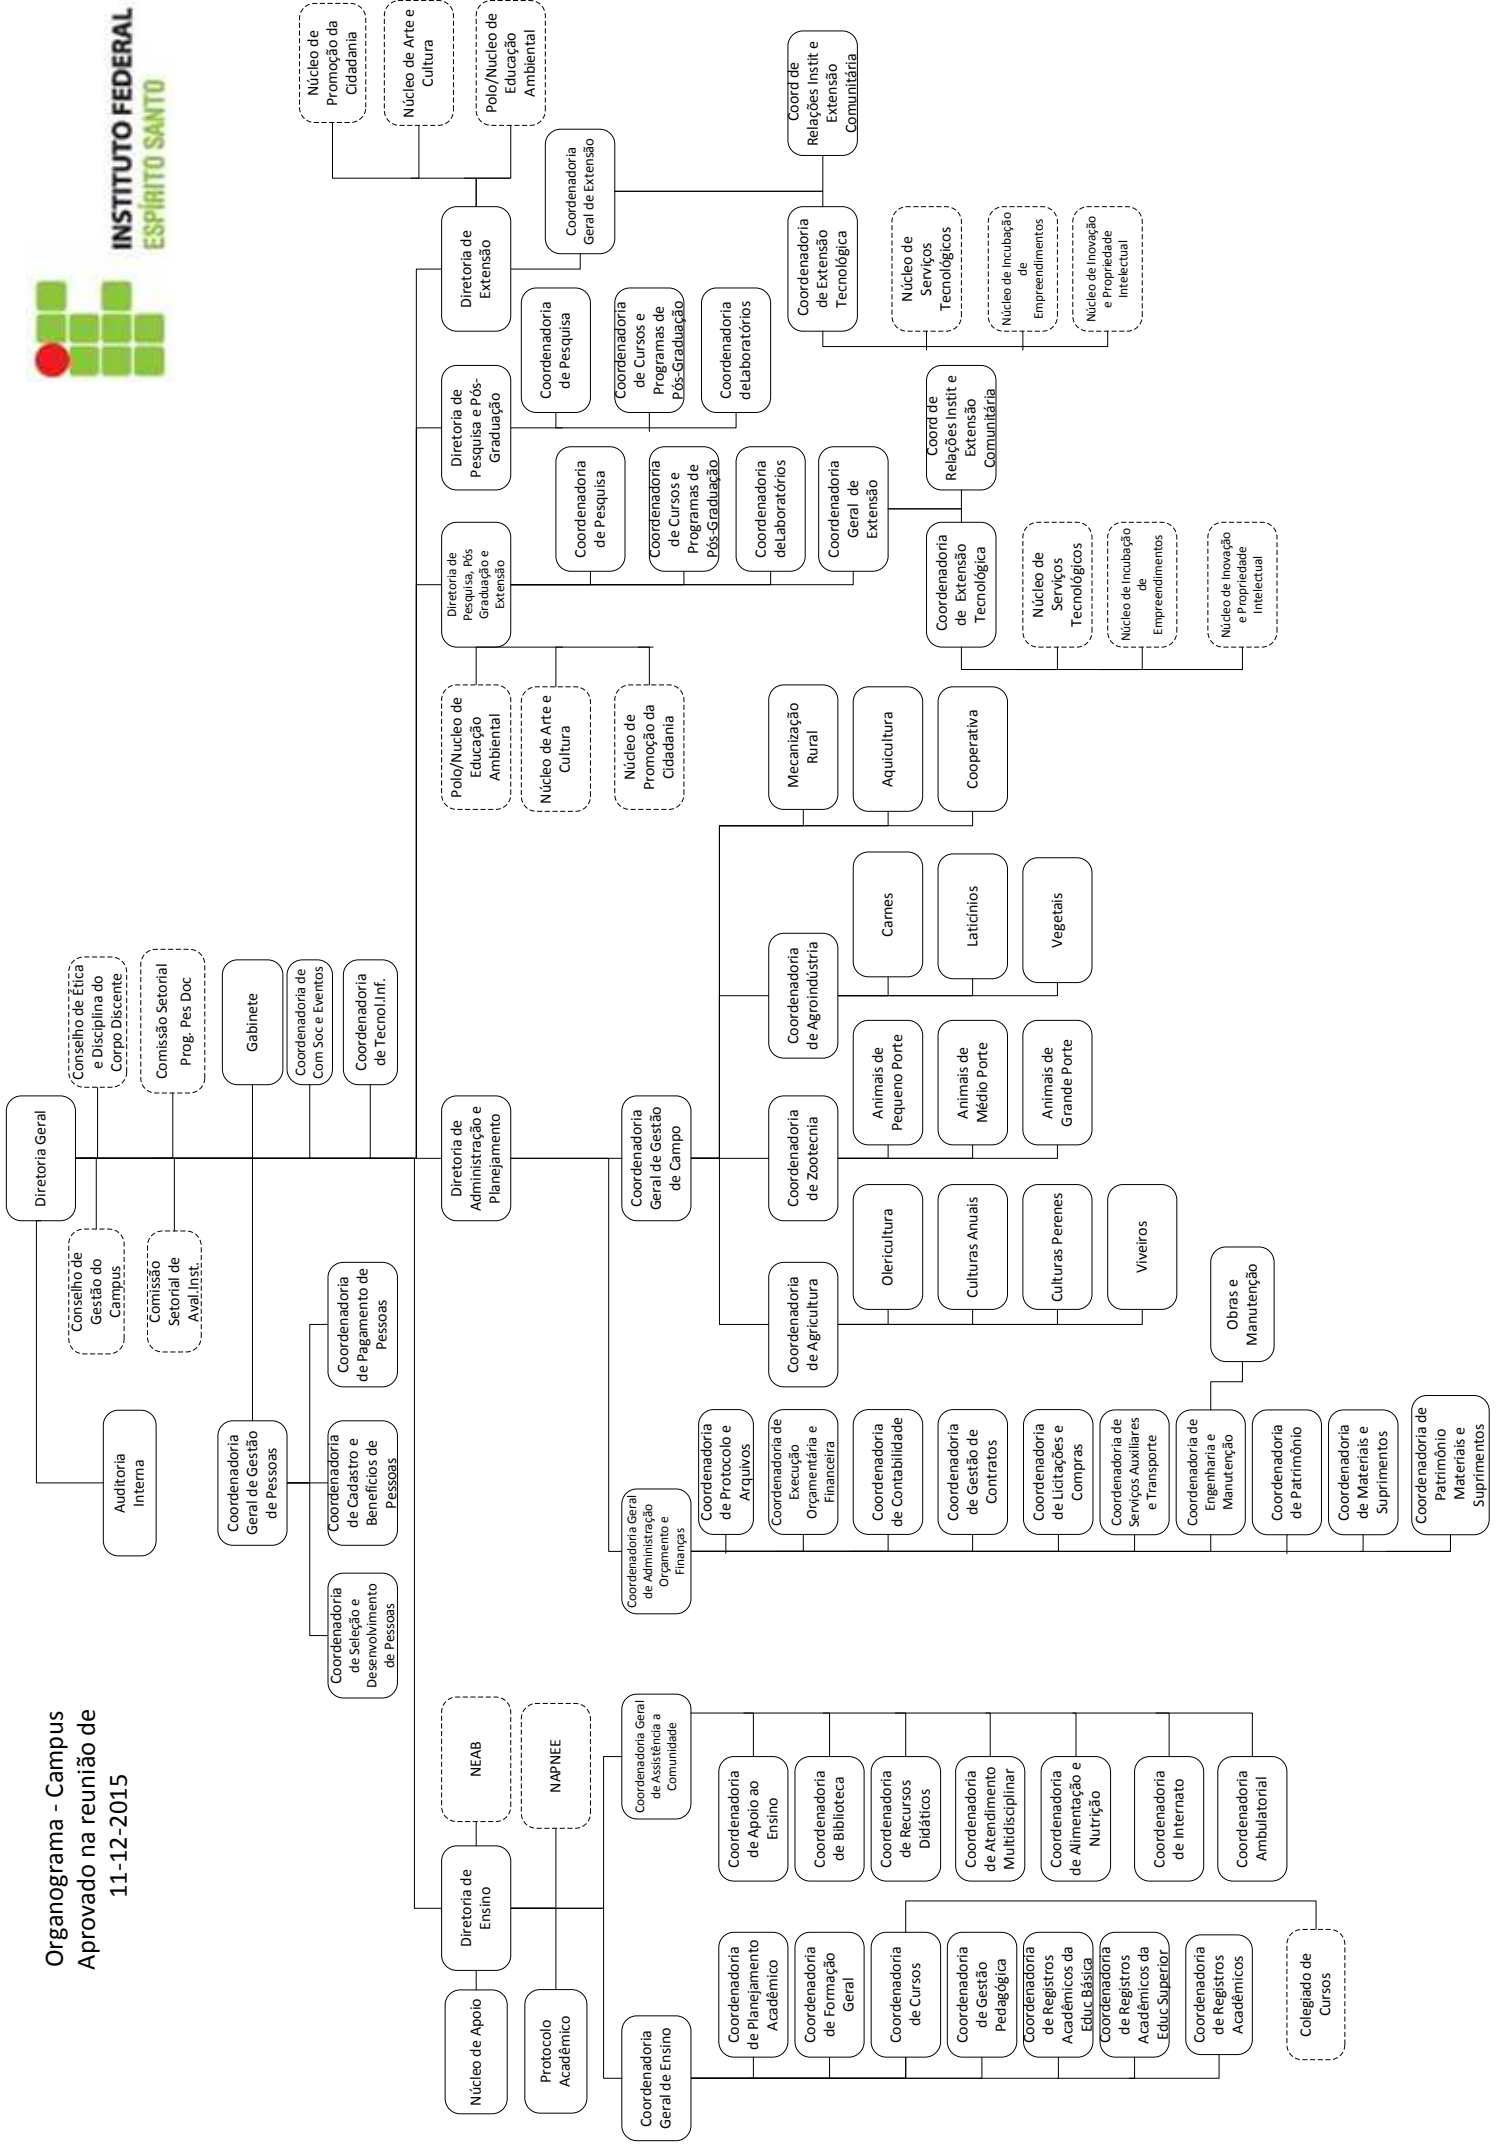 Organograma - Campus
Aprovado na reunião de
11-12-2015
INSTITUTO FEDERAL
ESPÍRITO SANTO
Diretoria Geral
Auditoria
Interna
Conselho de
Gestão do
Campus
Conselho de Ética
e Disciplina do
Corpo Discente
Comissão
Setorial de
Aval.Inst.
Comissão Setorial
Prog. Pes Doc
Coordenadoria
Geral de Gestão
de Pessoas
Gabinete
Coordenadoria de
Com Soc e Eventos
Coordenadoria
de Tecnol.Inf.
Coordenadoria
de Seleção e
Desenvolvimento
de Pessoas
Coordenadoria
de Cadastro e
Benefícios de
Pessoas
Coordenadoria
de Pagamento de
Pessoas
Núcleo de Apoio
Diretoria de
Ensino
NEAB
Protocolo
Acadêmico
NAPNEE
Coordenadoria
Geral de Ensino
Coordenadoria
de Planejamento
Acadêmico
Coordenadoria
de Formação
Geral
Coordenadoria
de Cursos
Coordenadoria
de Gestão
Pedagógica
Coordenadoria
de Registros
Acadêmicos da
Educ Básica
Coordenadoria
de Registros
Acadêmicos da
Educ Superior
Coordenadoria
de Registros
Acadêmicos
Colegiado de
Cursos
Coordenadoria Geral
de Assistência a
Comunidade
Coordenadoria
de Apoio ao
Ensino
Coordenadoria
de Biblioteca
Coordenadoria
de Recursos
Didáticos
Coordenadoria
de Atendimento
Multidisciplinar
Coordenadoria
de Alimentação e
Nutrição
Coordenadoria
de Internato
Coordenadoria
Ambulatorial
Diretoria de
Administração e
Planejamento
Coordenadoria Geral
de Administração
Orçamento e
Finanças
Coordenadoria
de Protocolo e
Arquivos
Coordenadoria de
Execução
Orçamentária e
Financeira
Coordenadoria
de Contabilidade
Coordenadoria
de Gestão de
Contratos
Coordenadoria
de Licitações e
Compras
Coordenadoria de
Serviços Auxiliares
e Transporte
Coordenadoria de
Engenharia e
Manutenção
Obras e
Manutenção
Coordenadoria
de Patrimônio
Coordenadoria
de Materiais e
Suprimentos
Coordenadoria de
Patrimônio
Materiais e
Suprimentos
Coordenadoria
Geral de Gestão
de Campo
Coordenadoria
de Agricultura
Olericultura
Culturas Anuais
Culturas Perenes
Viveiros
Coordenadoria
de Zootecnia
Animais de
Pequeno Porte
Animais de
Médio Porte
Animais de
Grande Porte
Coordenadoria
de Agroindústria
Carnes
Laticínios
Vegetais
Mecanização
Rural
Aquicultura
Cooperativa
Diretoria de
Pesquisa, Pós
Graduação e
Extensão
Polo/Nucleo de
Educação
Ambiental
Núcleo de Arte e
Cultura
Núcleo de
Promoção da
Cidadania
Coordenadoria
de Pesquisa
Coordenadoria
de Cursos e
Programas de
Pós-Graduação
Coordenadoria
deLaboratórios
Coordenadoria
Geral de
Extensão
Coordenadoria
de Extensão
Tecnológica
Coord de
Relações Instit e
Extensão
Comunitária
Núcleo de
Serviços
Tecnológicos
Núcleo de Incubação
de
Empreendimentos
Núcleo de Inovação
e Propriedade
Intelectual
Diretoria de
Pesquisa e Pós-
Graduação
Coordenadoria
de Pesquisa
Coordenadoria
de Cursos e
Programas de
Pós-Graduação
Coordenadoria
deLaboratórios
Diretoria de
Extensão
Núcleo de
Promoção da
Cidadania
Núcleo de Arte e
Cultura
Polo/Nucleo de
Educação
Ambiental
Coordenadoria
Geral de Extensão
Coordenadoria
de Extensão
Tecnológica
Coord de
Relações Instit e
Extensão
Comunitária
Núcleo de
Serviços
Tecnológicos
Núcleo de Incubação
de
Empreendimentos
Núcleo de Inovação
e Propriedade
Intelectual